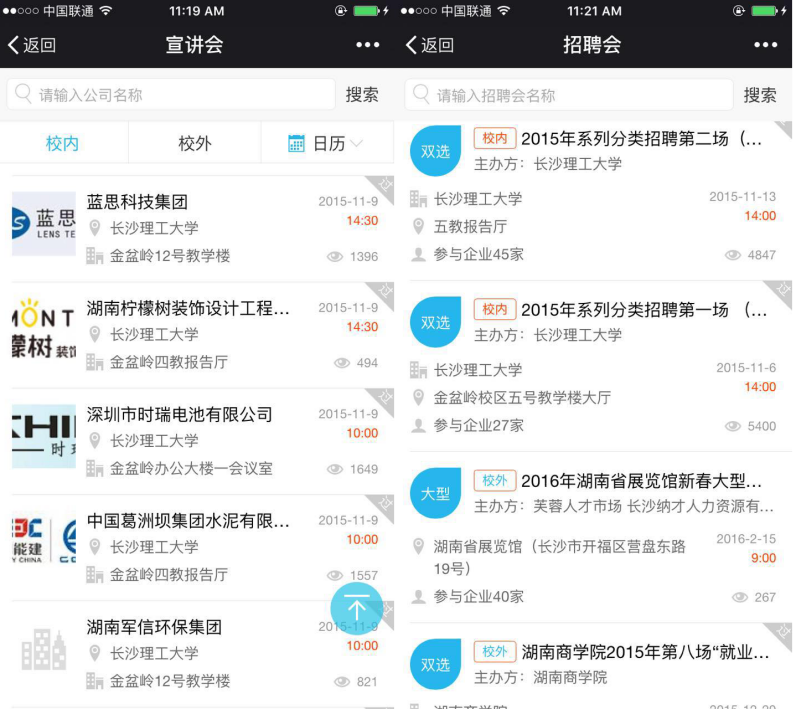 中国联通
11:19 AM
返回
宣讲会
请输入公司名称
搜索
校内
校外
日历
蓝思
LENS TE
蓝思科技集团
2015-11-9
过
长沙理工大学
14:30
金盆岭12号教学楼
1396
MONT
檬树 装饰
湖南柠檬树装饰设计工程...
2015-11-9
过
长沙理工大学
14:30
金盆岭四教报告厅
494
CHI
时
深圳市时瑞电池有限公司
2015-11-9
过
长沙理工大学
10:00
金盆岭办公大楼一会议室
1649
能建
Y CHINA
中国葛洲坝集团水泥有限...
2015-11-9
过
长沙理工大学
10:00
金盆岭四教报告厅
1557
湖南军信环保集团
2015-11-9
过
长沙理工大学
10:00
金盆岭12号教学楼
821
中国联通
11:21 AM
返回
招聘会
请输入招聘会名称
搜索
双选
校内 2015年系列分类招聘第二场（...
主办方：长沙理工大学
长沙理工大学
2015-11-13
五教报告厅
14:00
参与企业45家
4847
双选
校内 2015年系列分类招聘第一场 （...
过
主办方：长沙理工大学
长沙理工大学
2015-11-6
金盆岭校区五号教学楼大厅
14:00
参与企业27家
5400
大型
校外 2016年湖南省展览馆新春大型...
主办方：芙蓉人才市场 长沙纳才人力资源有...
湖南省展览馆（长沙市开福区营盘东路
19号）
2016-2-15
9:00
参与企业40家
267
双选
校外 湖南商学院2015年第八场“就业...
过
主办方：湖南商学院